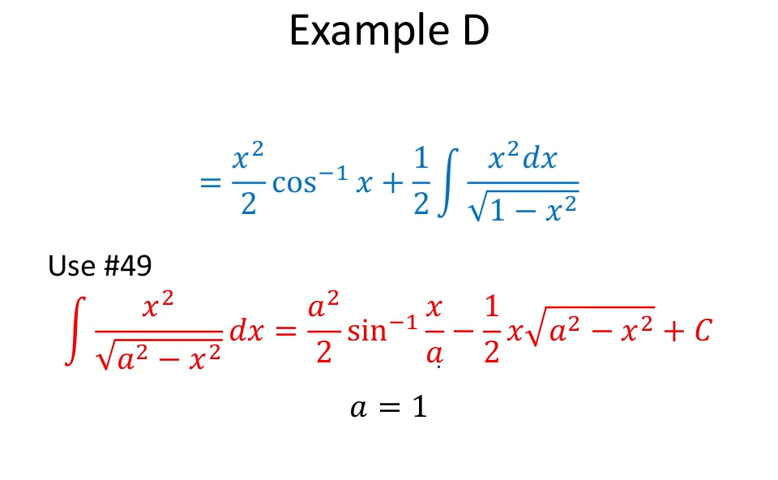 Example D
= x²/2 cos⁻¹ x + 1/2 ∫ x² dx / √(1 − x²)
Use #49
∫ x² / √(a² − x²) dx = a²/2 sin⁻¹ x/a − 1/2 x√(a² − x²) + C
a = 1